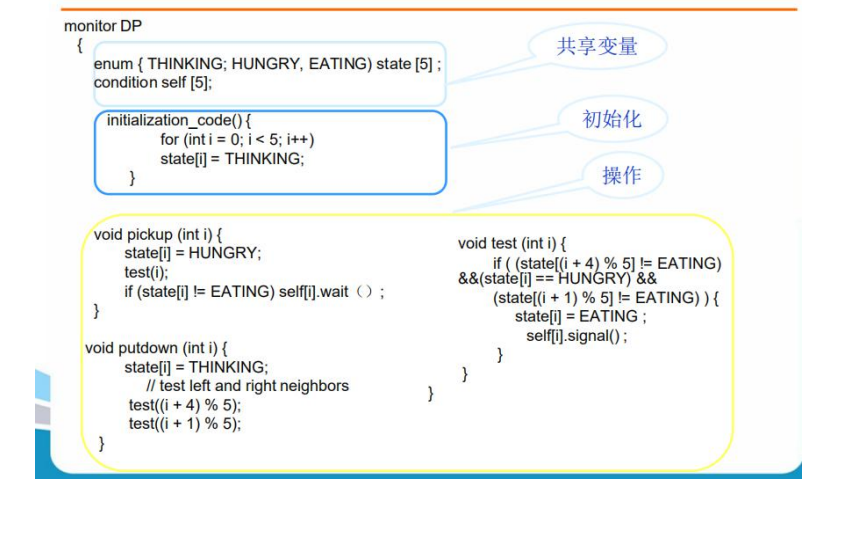 monitor DP
{
enum { THINKING; HUNGRY, EATING) state [5] ;
condition self [5];
共享变量
initialization_code() {
for (int i = 0; i < 5; i++)
state[i] = THINKING;
}
初始化
操作
void pickup (int i) {
state[i] = HUNGRY;
test(i);
if (state[i] != EATING) self[i].wait（）;
}
void putdown (int i) {
state[i] = THINKING;
// test left and right neighbors
test((i + 4) % 5);
test((i + 1) % 5);
}
void test (int i) {
if ( (state[(i + 4) % 5] != EATING)
&&(state[i] == HUNGRY) &&
(state[(i + 1) % 5] != EATING) ) {
state[i] = EATING ;
self[i].signal() ;
}
}
}